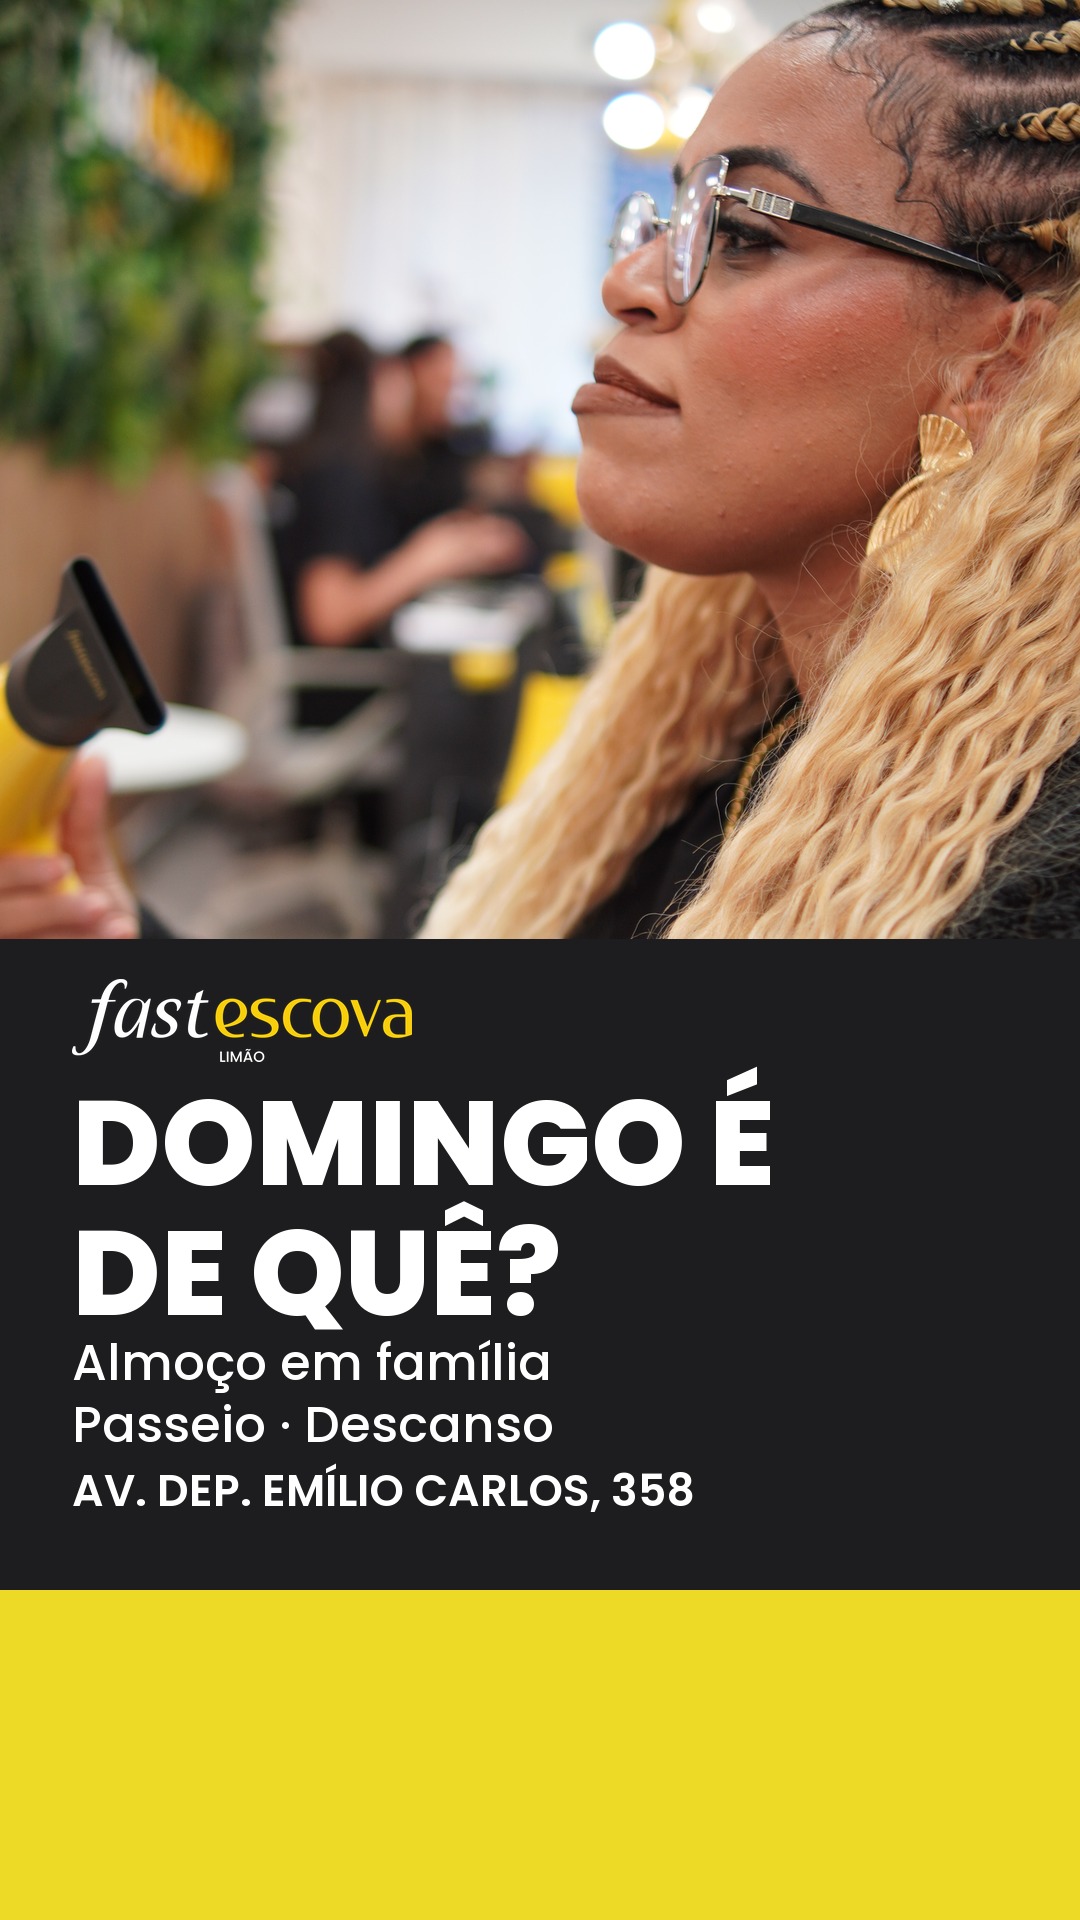 fastescova
LIMÃO
DOMINGO É
DE QUÊ?
Almoço em família
Passeio · Descanso
AV. DEP. EMÍLIO CARLOS, 358